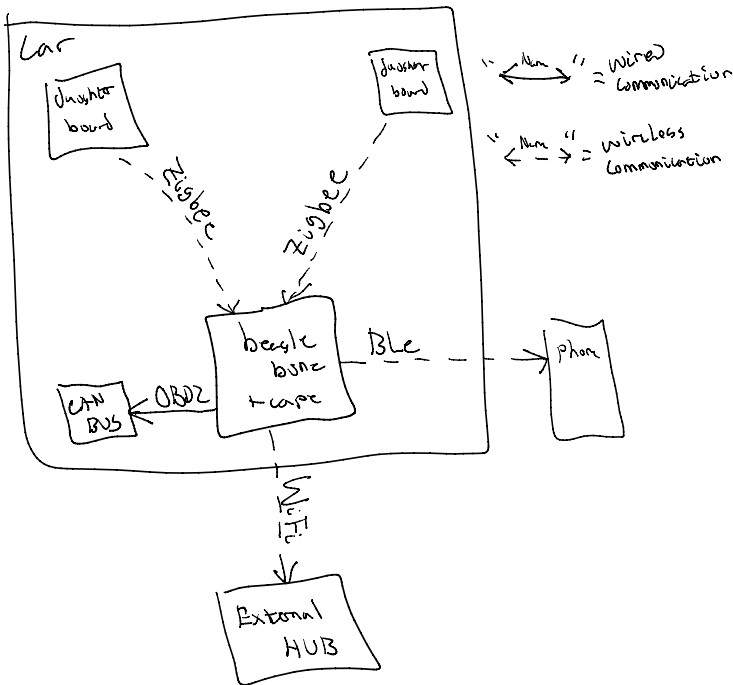 Car
daughter
board
daughter
board
" Name " = wired
communication
" Name " = wireless
communication
Zigbee
Zigbee
beagle
bone
+ cape
BLE
phone
CAN
BUS
OBD2
WiFi
External
HUB